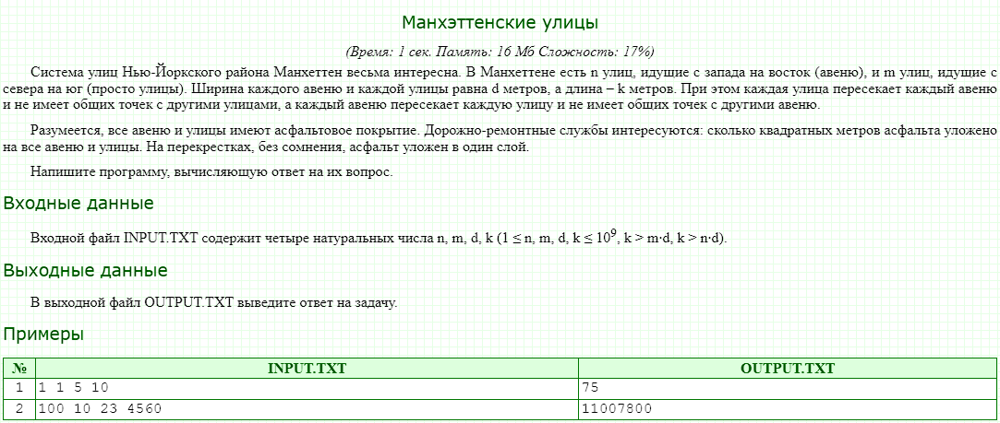 Манхэттенские улицы
(Время: 1 сек. Память: 16 Мб Сложность: 17%)
Система улиц Нью-Йоркского района Манхеттен весьма интересна. В Манхеттене есть n улиц, идущие с запада на восток (авеню), и m улиц, идущие с
севера на юг (просто улицы). Ширина каждого авеню и каждой улицы равна d метров, а длина – k метров. При этом каждая улица пересекает каждый авеню
и не имеет общих точек с другими улицами, а каждый авеню пересекает каждую улицу и не имеет общих точек с другими авеню.
Разумеется, все авеню и улицы имеют асфальтовое покрытие. Дорожно-ремонтные службы интересуются: сколько квадратных метров асфальта уложено
на все авеню и улицы. На перекрестках, без сомнения, асфальт уложен в один слой.
Напишите программу, вычисляющую ответ на их вопрос.
Входные данные
Входной файл INPUT.TXT содержит четыре натуральных числа n, m, d, k (1 ≤ n, m, d, k ≤ 10⁹, k > m·d, k > n·d).
Выходные данные
В выходной файл OUTPUT.TXT выведите ответ на задачу.
Примеры
№ INPUT.TXT OUTPUT.TXT
1 1 1 5 10 75
2 100 10 23 4560 11007800